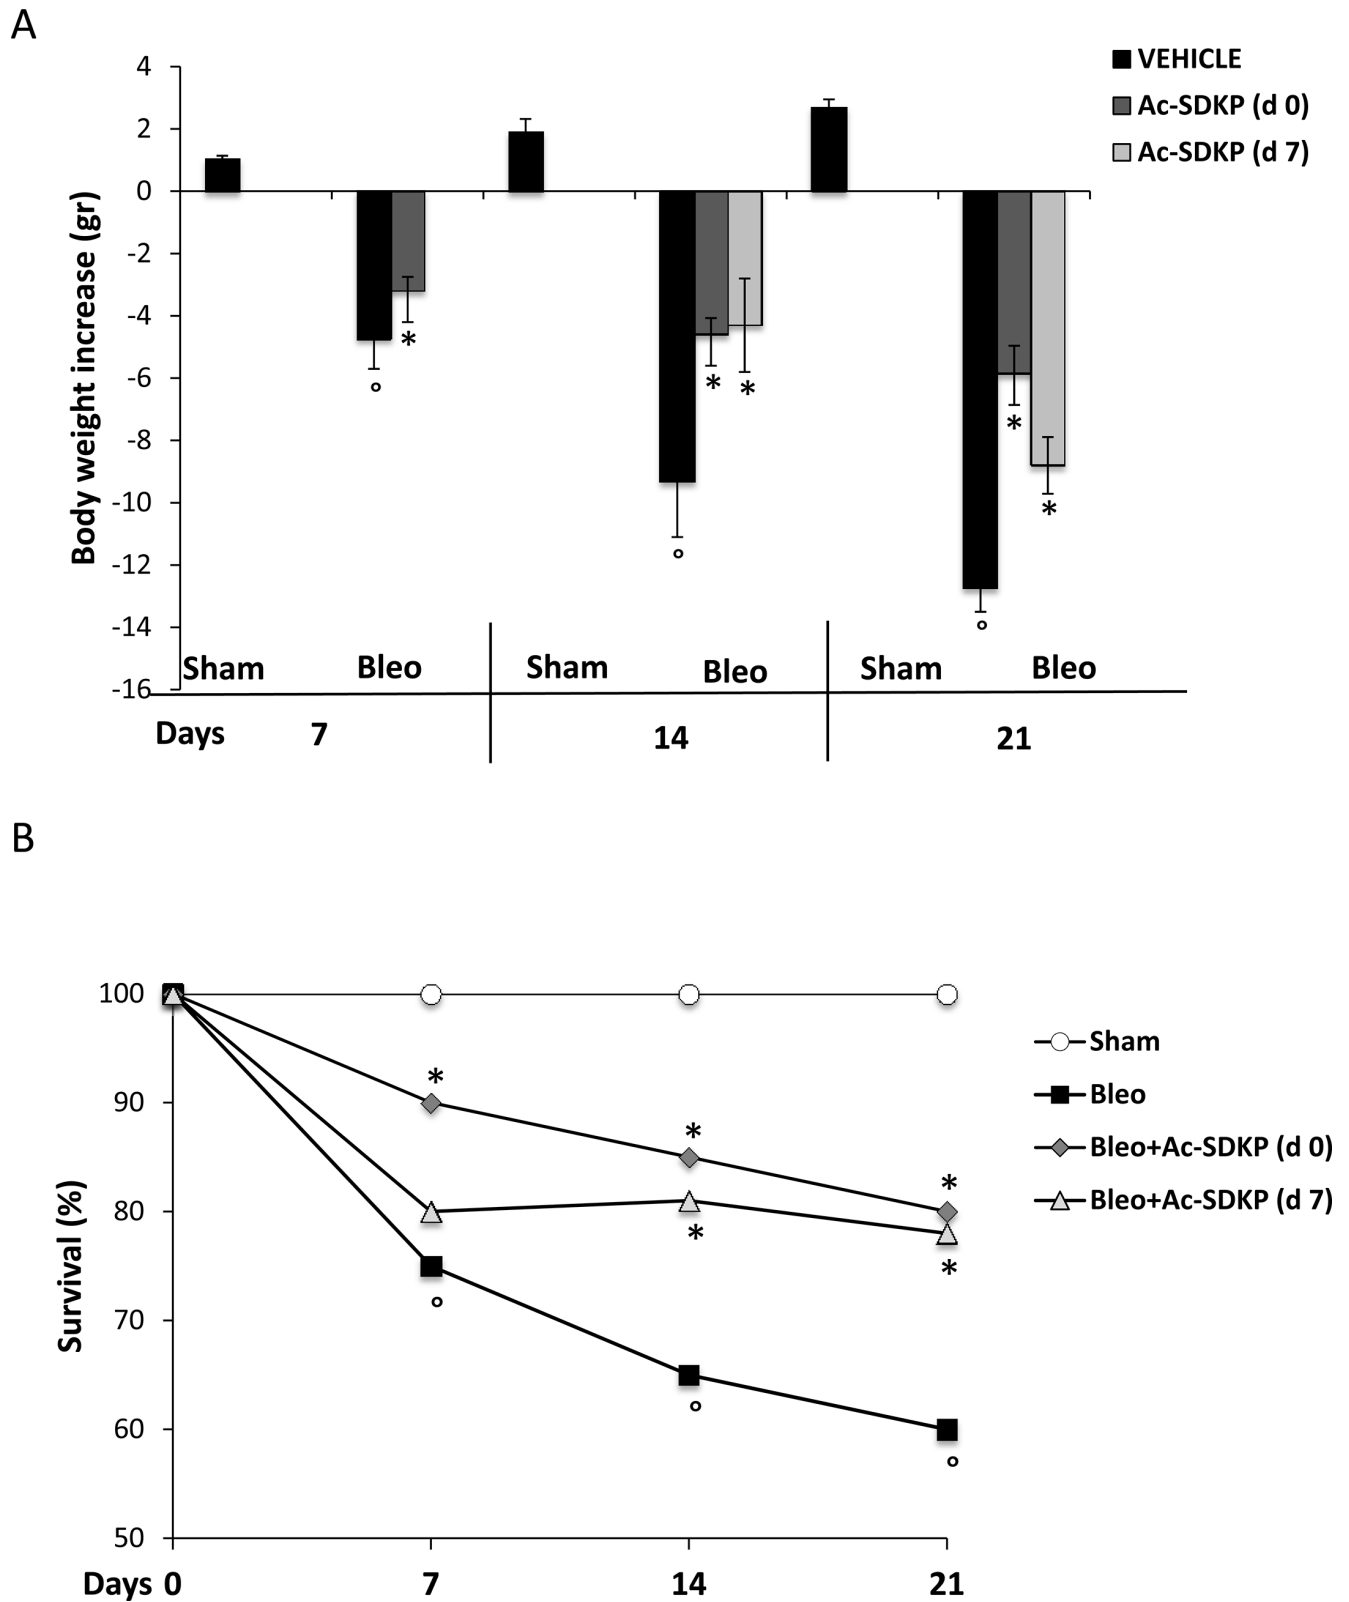 A
4
2
0
-2
-4
-6
-8
-10
-12
-14
-16
Body weight increase (gr)
VEHICLE
Ac-SDKP (d 0)
Ac-SDKP (d 7)
*
* *
*
*
Sham Bleo Sham Bleo Sham Bleo
Days 7 14 21
B
100
90
80
70
60
50
Survival (%)
*
*
*
*
*
Sham
Bleo
Bleo+Ac-SDKP (d 0)
Bleo+Ac-SDKP (d 7)
Days 0 7 14 21